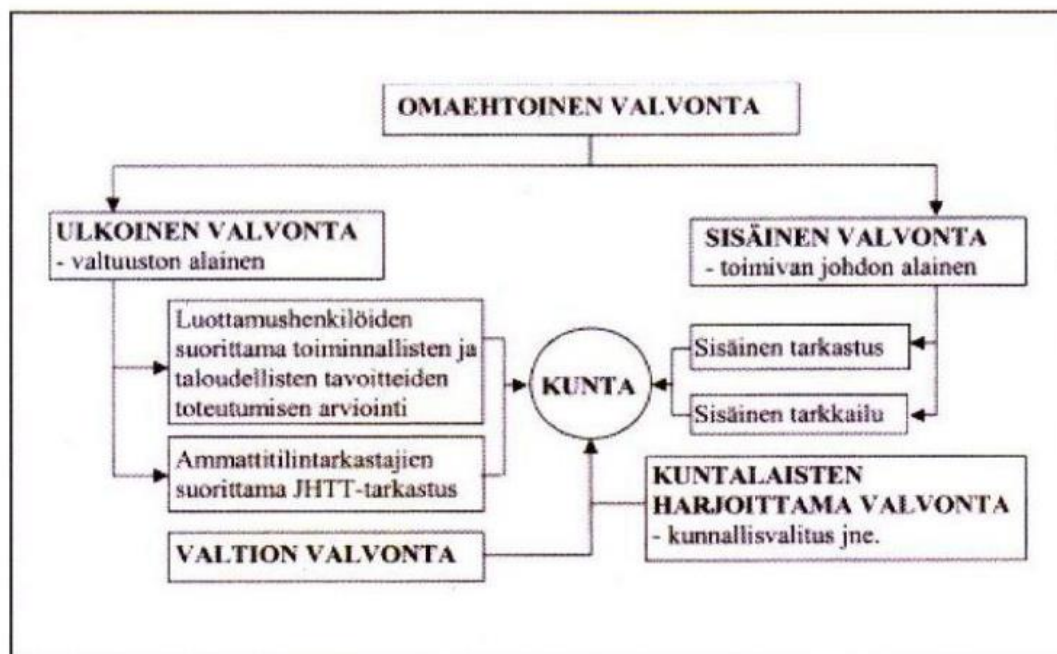 OMAEHTOINEN VALVONTA
ULKOINEN VALVONTA
- valtuuston alainen
SISÄINEN VALVONTA
- toimivan johdon alainen
Luottamushenkilöiden
suorittama toiminnallisten ja
taloudellisten tavoitteiden
toteutumisen arviointi
Sisäinen tarkastus
KUNTA
Sisäinen tarkkailu
Ammattitilintarkastajien
suorittama JHTT-tarkastus
KUNTALAISTEN
HARJOITTAMA VALVONTA
- kunnallisvalitus jne.
VALTION VALVONTA